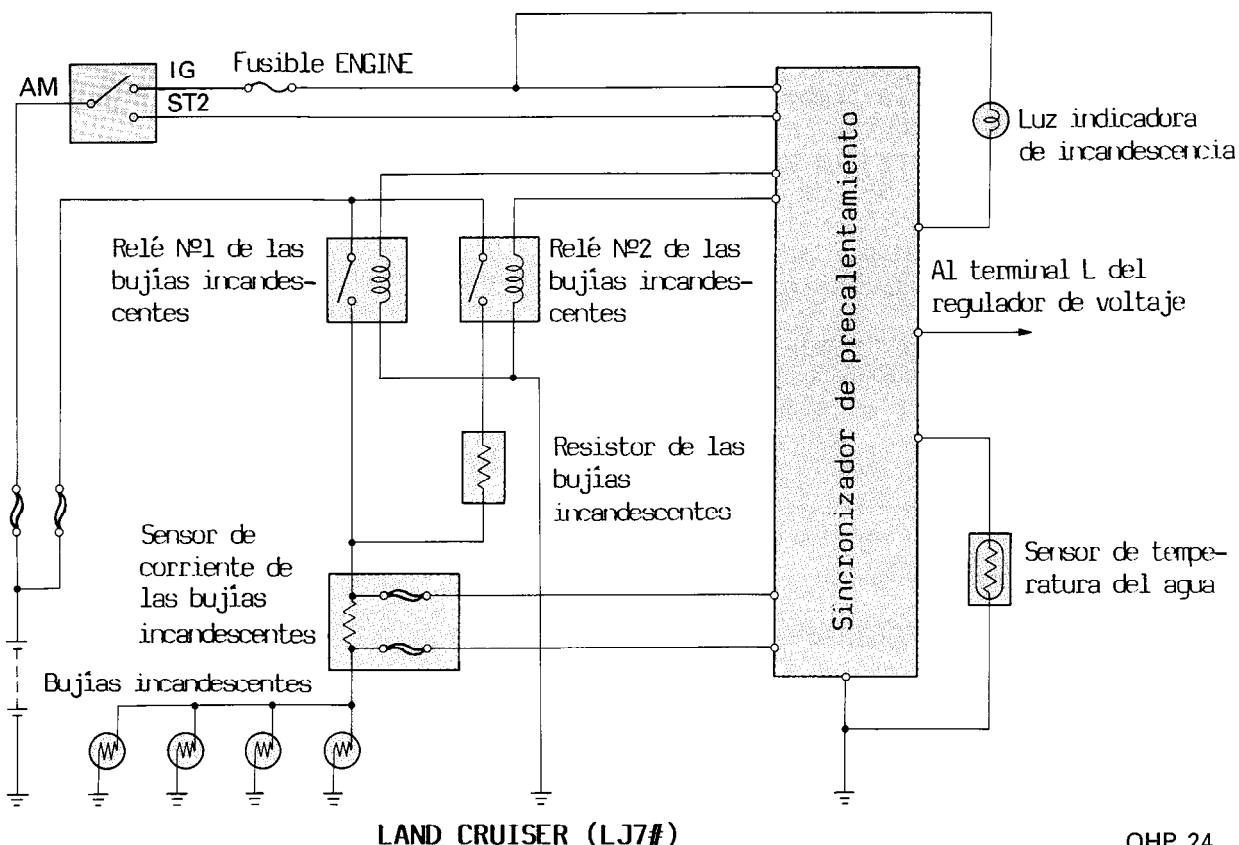 AM
IG
ST2
Fusible ENGINE
Luz indicadora
de incandescencia
Relé Nº1 de las
bujías incandes-
centes
Relé Nº2 de las
bujías incandes-
centes
Sincronizador de precalentamiento
Al terminal L del
regulador de voltaje
Resistor de las
bujías
incandescentes
Sensor de
corriente de
las bujías
incandescentes
Sensor de tempe-
ratura del agua
Bujías incandescentes
LAND CRUISER (LJ7#)
OHP 24